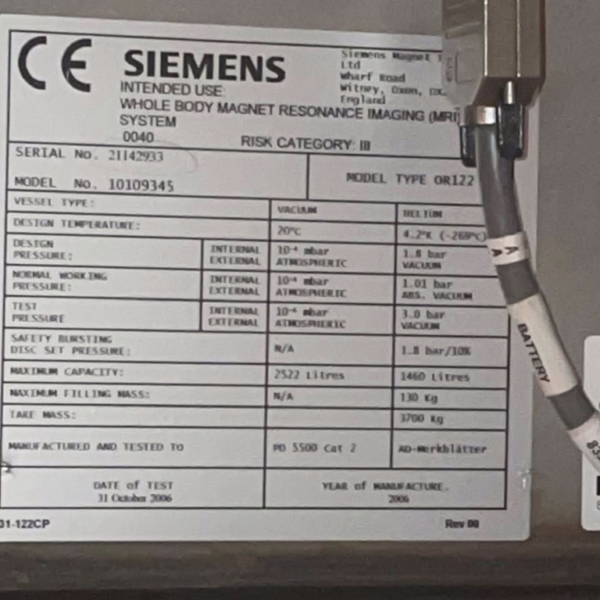 CE SIEMENS
Siemens Magnet
Ltd
Wharf Road
Witney, Oxon,
England
INTENDED USE:
WHOLE BODY MAGNET RESONANCE IMAGING (MRI)
SYSTEM
0040 RISK CATEGORY: III
SERIAL No. 21142933
MODEL No. 10109345 MODEL TYPE OR122
VESSEL TYPE: VACUUM HELIUM
DESIGN TEMPERATURE: 20°C 4.2°K (-269°C)
DESIGN PRESSURE: INTERNAL 10⁻⁶ mbar 1.8 bar
EXTERNAL ATMOSPHERIC VACUUM
NORMAL WORKING PRESSURE: INTERNAL 10⁻⁶ mbar 1.01 bar
EXTERNAL ATMOSPHERIC ABS. VACUUM
TEST PRESSURE INTERNAL 10⁻⁶ mbar 3.0 bar
EXTERNAL ATMOSPHERIC VACUUM
SAFETY BURSTING
DISC SET PRESSURE: N/A 1.8 bar/10%
MAXIMUM CAPACITY: 2522 Litres 1460 Litres
MAXIMUM FILLING MASS: N/A 130 Kg
TARE MASS: 3700 Kg
MANUFACTURED AND TESTED TO PD 5500 Cat 2 AD-Merkblätter
DATE of TEST YEAR of MANUFACTURE.
31 October 2006 2006
01-122CP Rev 00
A
A
BATTERY